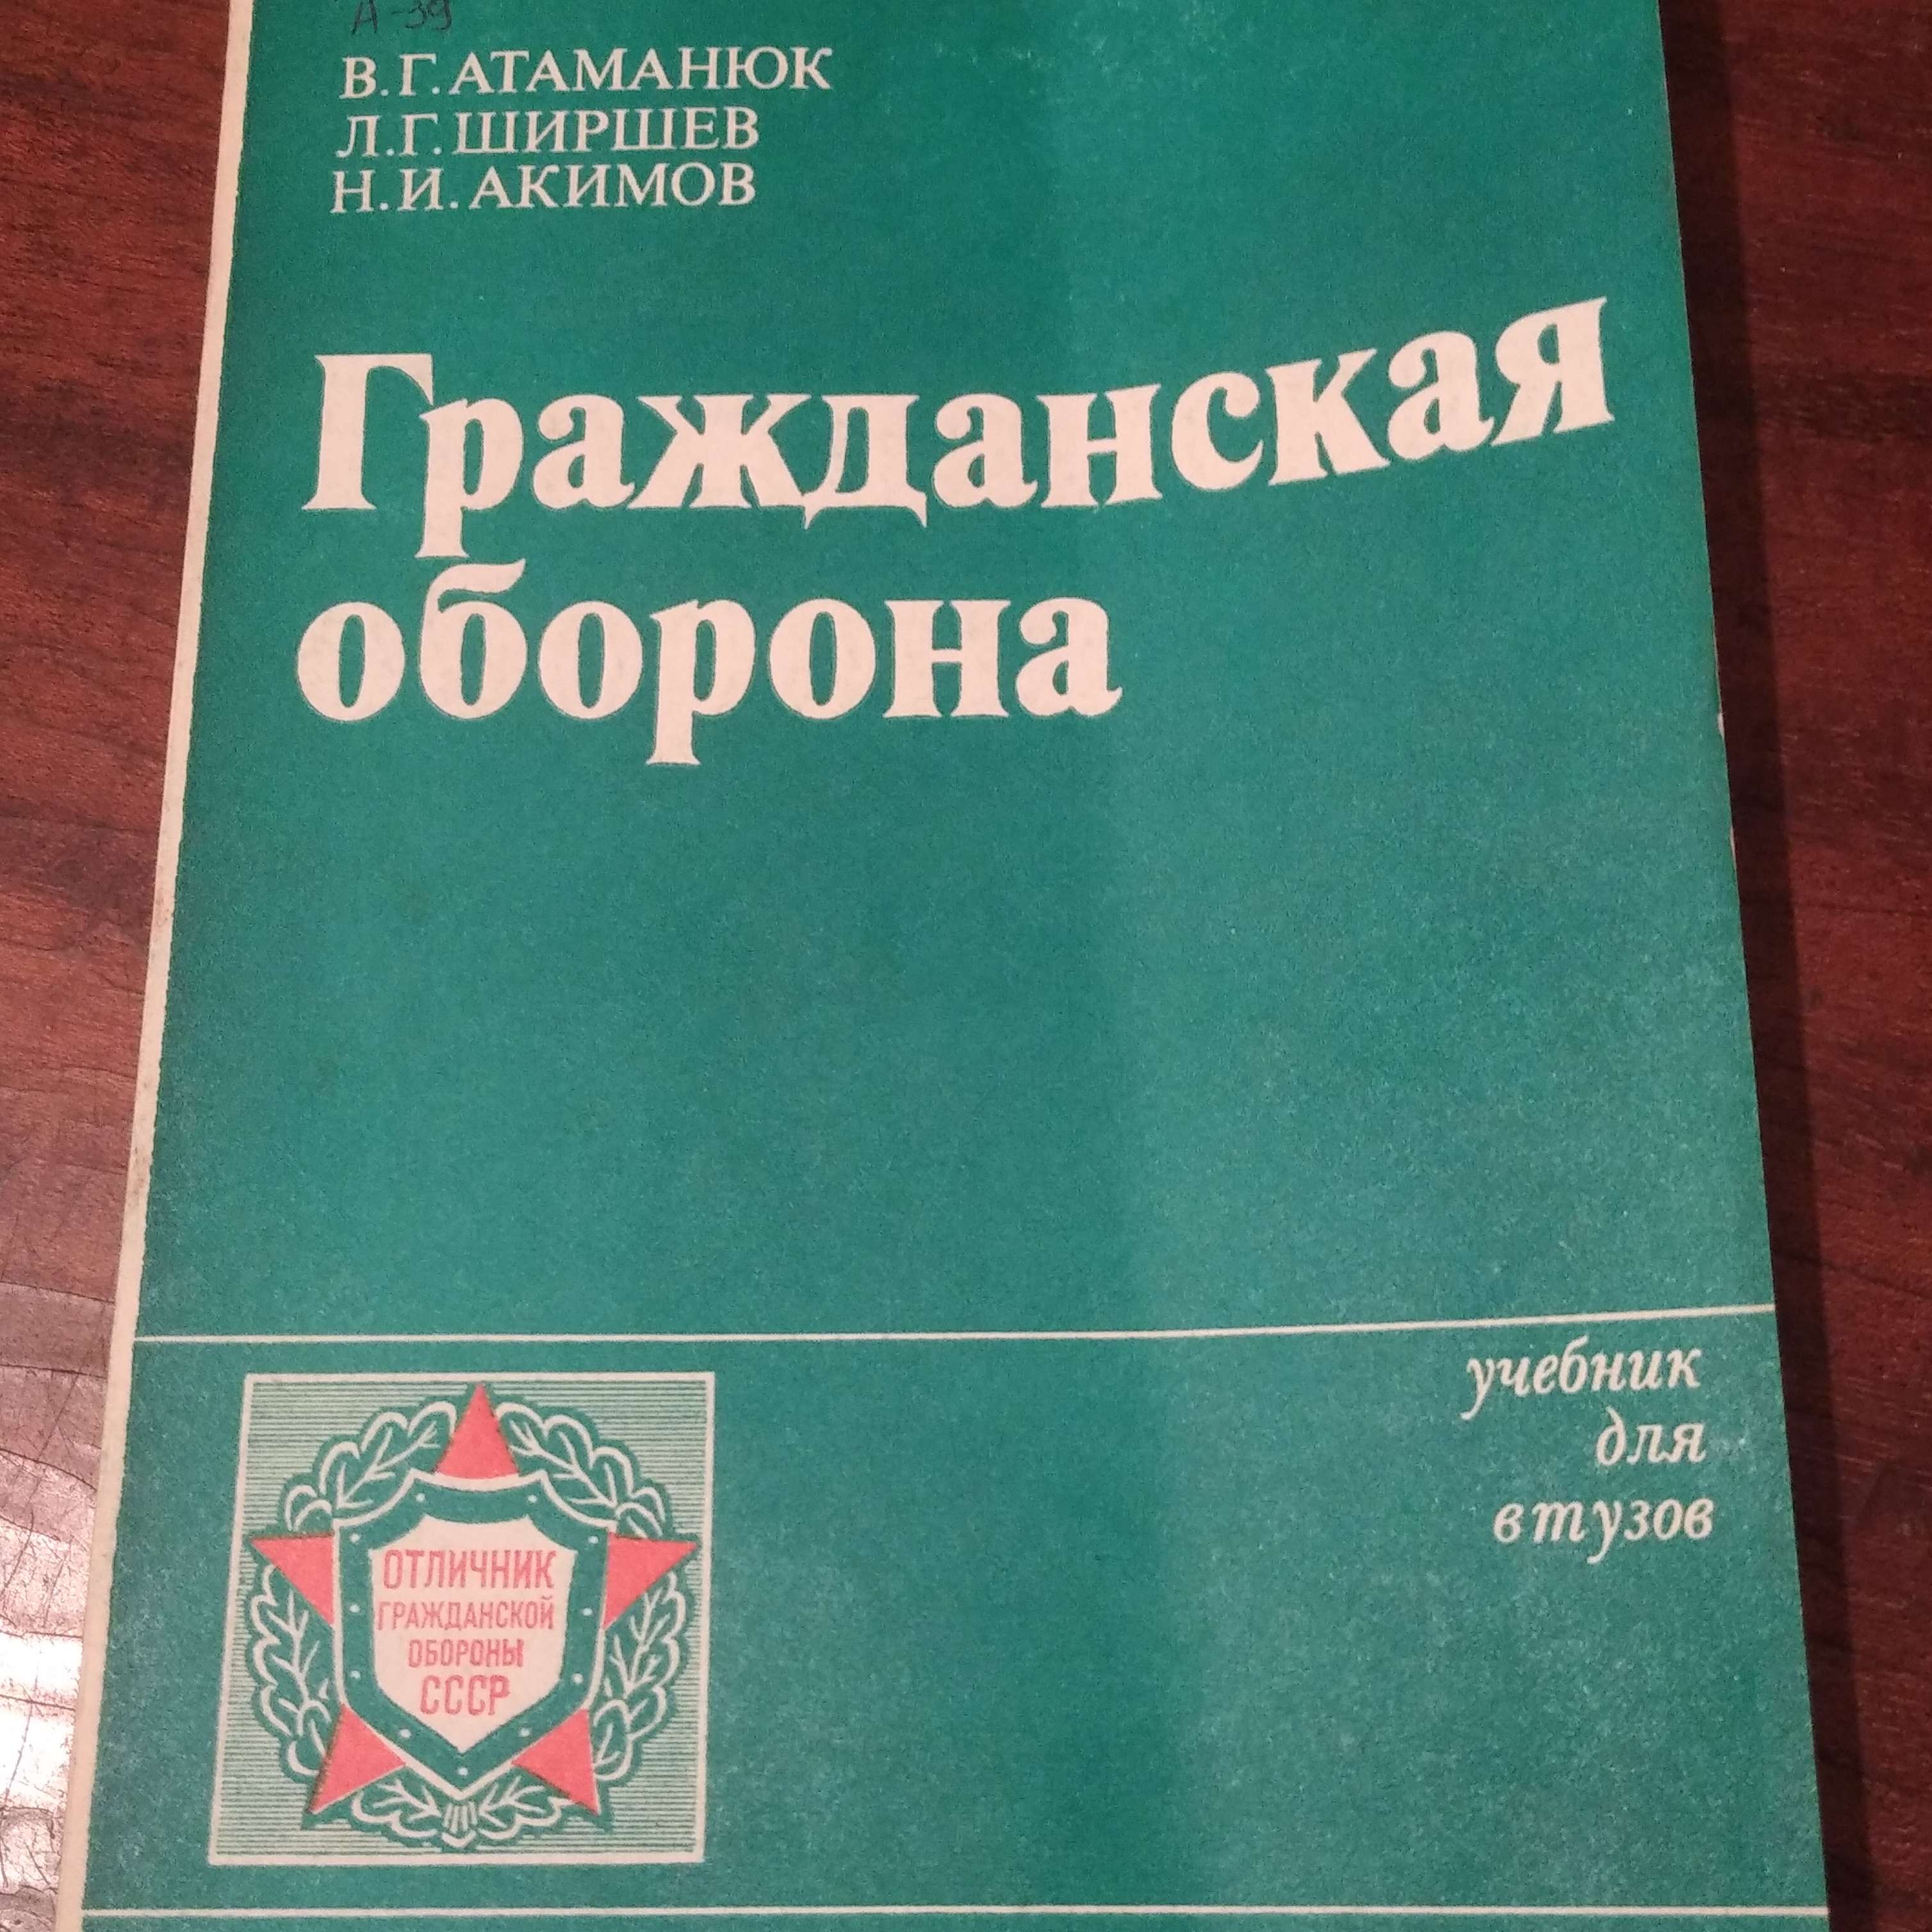 А-39
В.Г.АТАМАНЮК
Л.Г.ШИРШЕВ
Н.И.АКИМОВ
Гражданская
оборона
учебник
для
втузов
ОТЛИЧНИК
ГРАЖДАНСКОЙ
ОБОРОНЫ
СССР